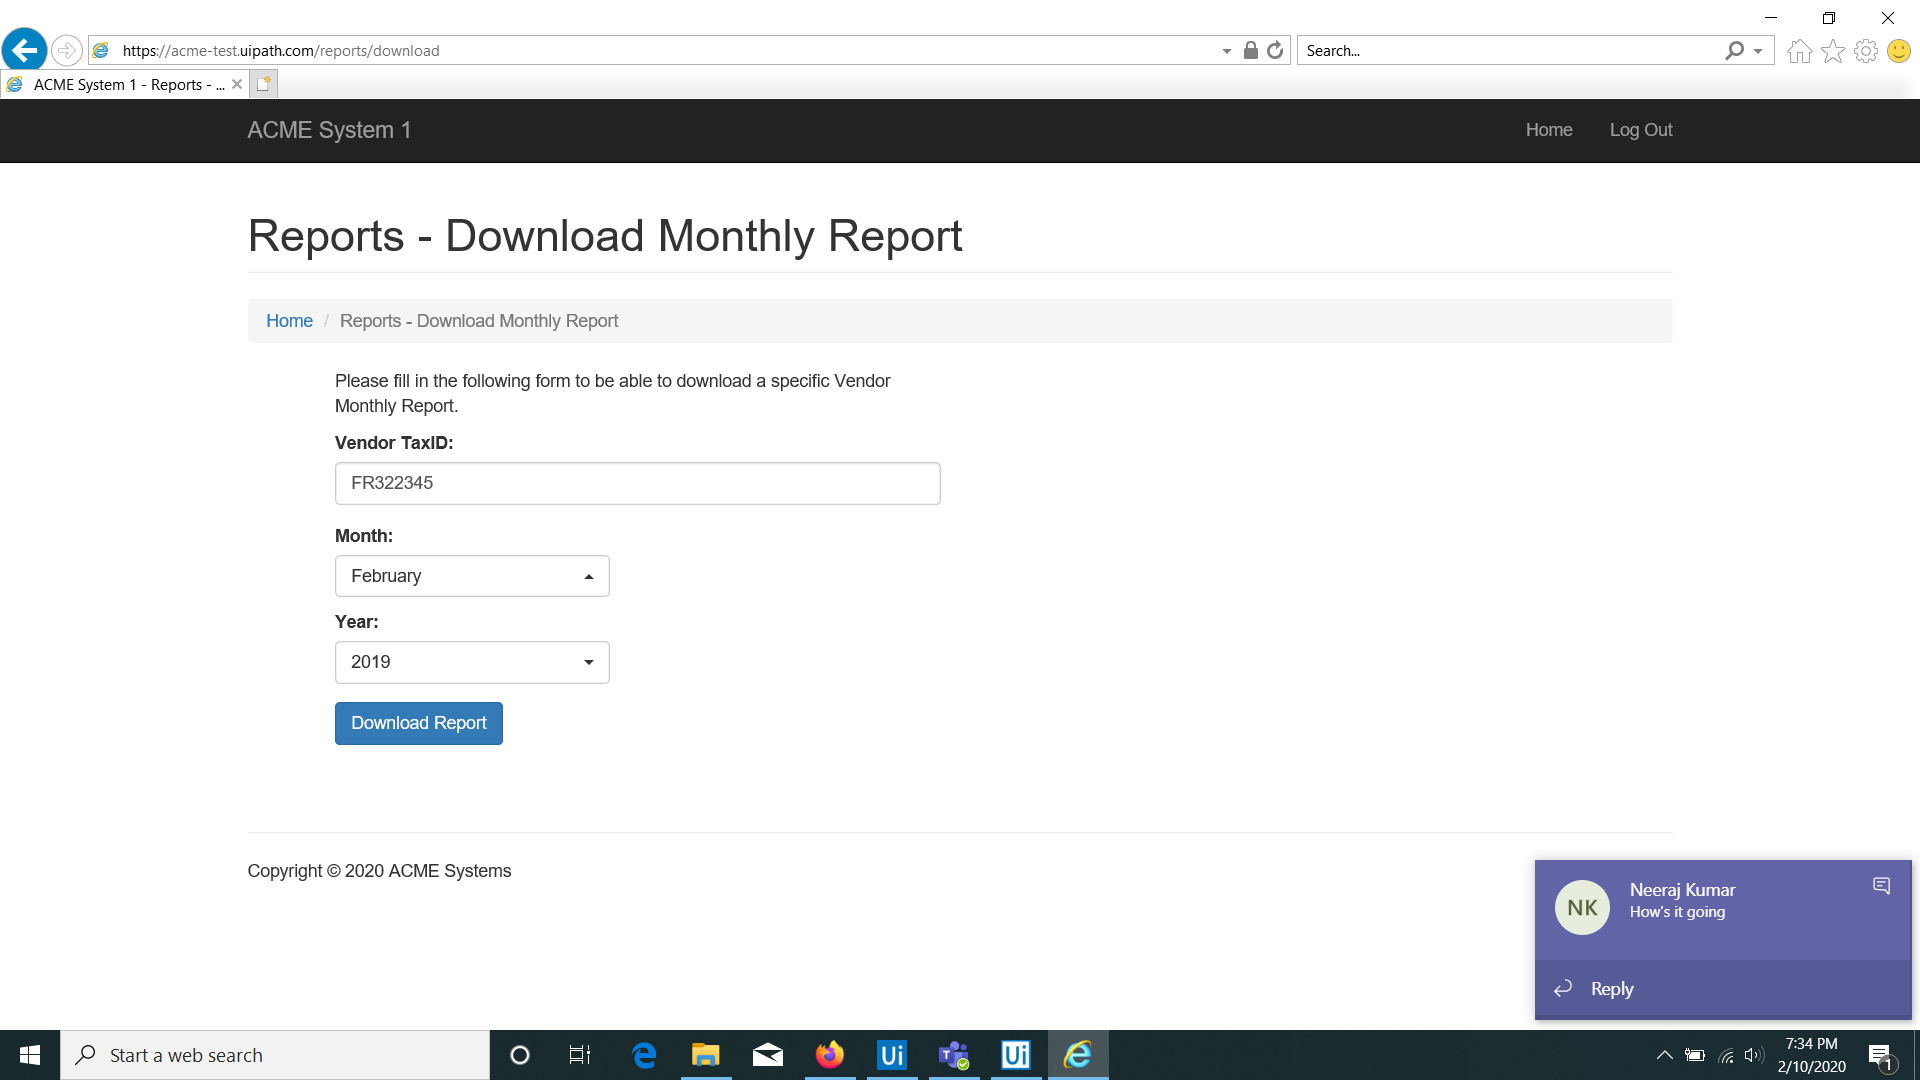 https://acme-test.uipath.com/reports/download
Search...
ACME System 1 - Reports - ...
ACME System 1
Home
Log Out
Reports - Download Monthly Report
Home / Reports - Download Monthly Report
Please fill in the following form to be able to download a specific Vendor
Monthly Report.
Vendor TaxID:
FR322345
Month:
February
Year:
2019
Download Report
Copyright © 2020 ACME Systems
NK
Neeraj Kumar
How's it going
Reply
Start a web search
Ui
T
Ui
7:34 PM
2/10/2020
1